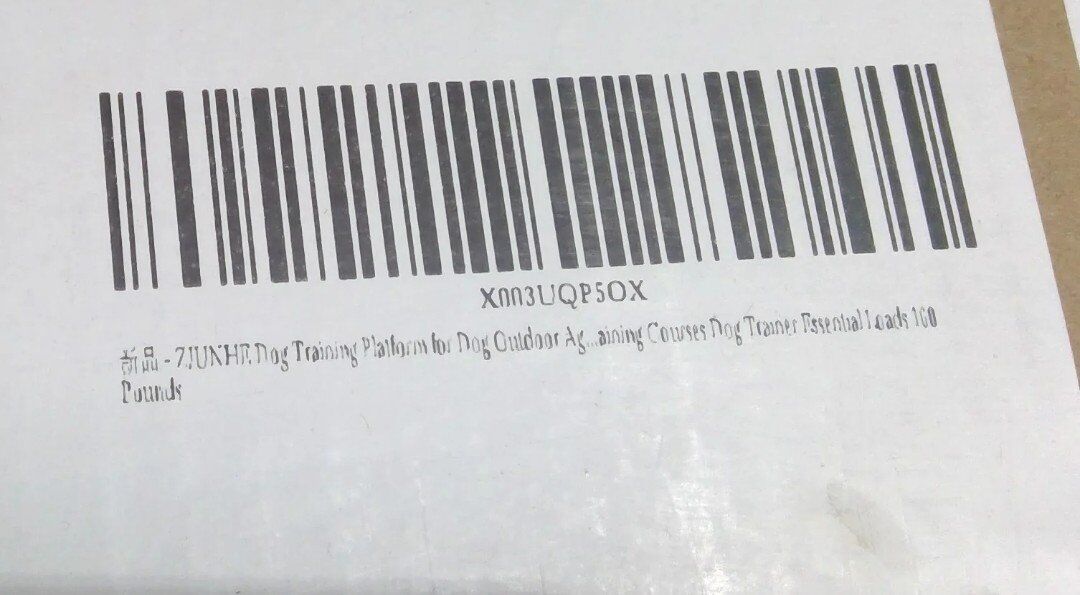 X003UQP5OX
新品 - ZJUNHE Dog Training Platform for Dog Outdoor Ag...aining Courses Dog Trainer Essential Loads 100
Pounds